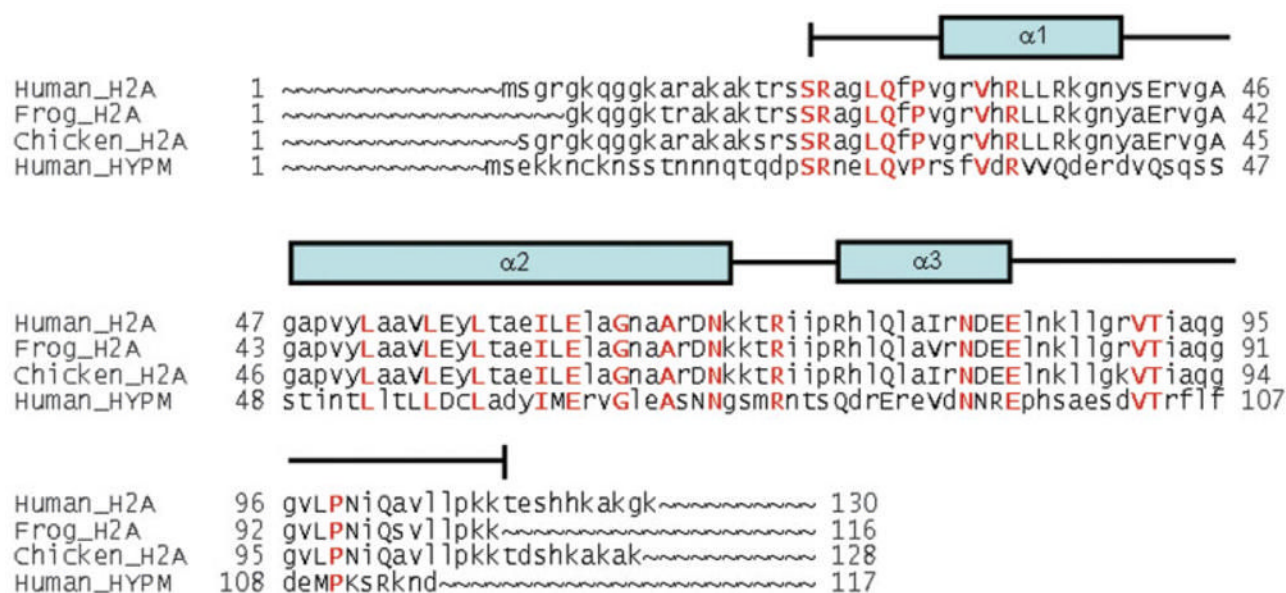 α1
Human_H2A 1 ~~~~~~~~~~~~~~msgrgkqggkarakaktrsSRagLQfPvgrVhRLLRkgnysErvgA 46
Frog_H2A 1 ~~~~~~~~~~~~~~~~~~gkqggktrakaktrsSRagLQfPvgrVhRLLRkgnyaErvgA 42
Chicken_H2A 1 ~~~~~~~~~~~~~~~sgrgkqggkarakaksrsSRagLQfPvgrVhRLLRkgnyaErvgA 45
Human_HYPM 1 ~~~~~~~~~~~~~msekkncknsstnnnqtqdpSRneLQvPrsfVdRVVQderdvQsqsS 47
α2 α3
Human_H2A 47 gapvyLaaVLEyLtaeILElaGnaArDNkktRiipRhlQlaIrNDEElnkllgrVTiaqg 95
Frog_H2A 43 gapvyLaaVLEyLtaeILElaGnaArDNkktRiipRhlQlaVrNDEElnkllgrVTiaqg 91
Chicken_H2A 46 gapvyLaaVLEyLtaeILElaGnaArDNkktRiipRhlQlaIrNDEElnkllgkVTiaqg 94
Human_HYPM 48 stintLltLLDcLadyIMErvGleASNNgsmRntsQdrEreVdNNREphsaesdVTrflf 107
Human_H2A 96 gvLPNiQavllpkkteshhkakgk~~~~~~~~~~ 130
Frog_H2A 92 gvLPNiQsvllpkk~~~~~~~~~~~~~~~~~~~~ 116
Chicken_H2A 95 gvLPNiQavllpkktdshkakak~~~~~~~~~~~ 128
Human_HYPM 108 deMPKSRknd~~~~~~~~~~~~~~~~~~~~~~~~ 117